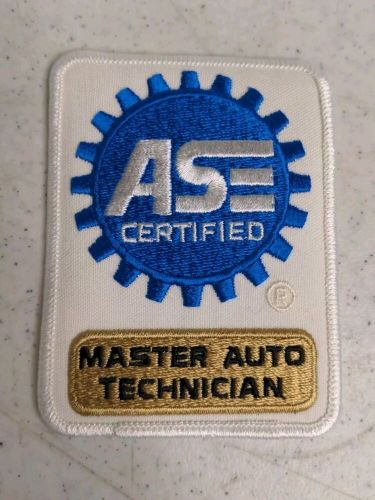 ASE
CERTIFIED
®
MASTER AUTO
TECHNICIAN